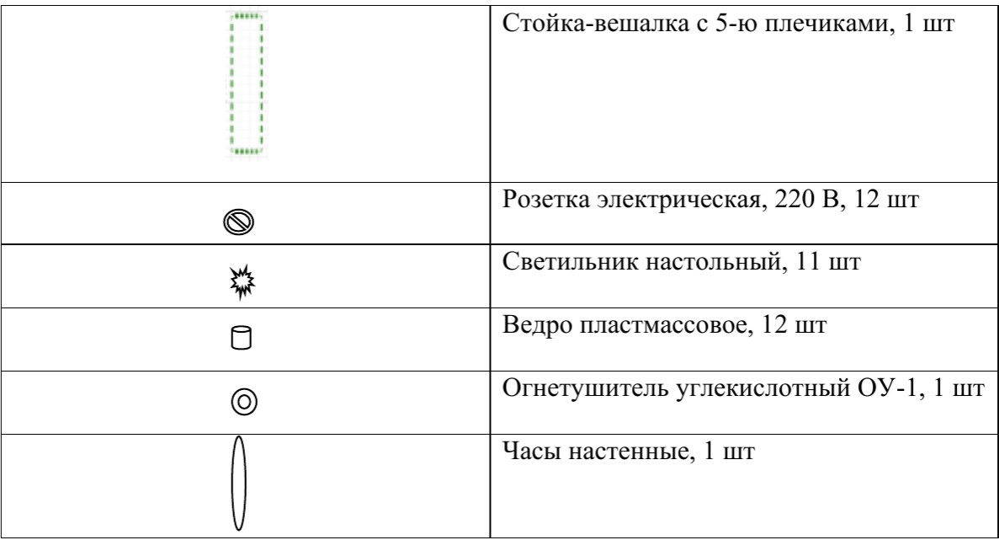 Стойка-вешалка с 5-ю плечиками, 1 шт
Розетка электрическая, 220 В, 12 шт
Светильник настольный, 11 шт
Ведро пластмассовое, 12 шт
Огнетушитель углекислотный ОУ-1, 1 шт
Часы настенные, 1 шт